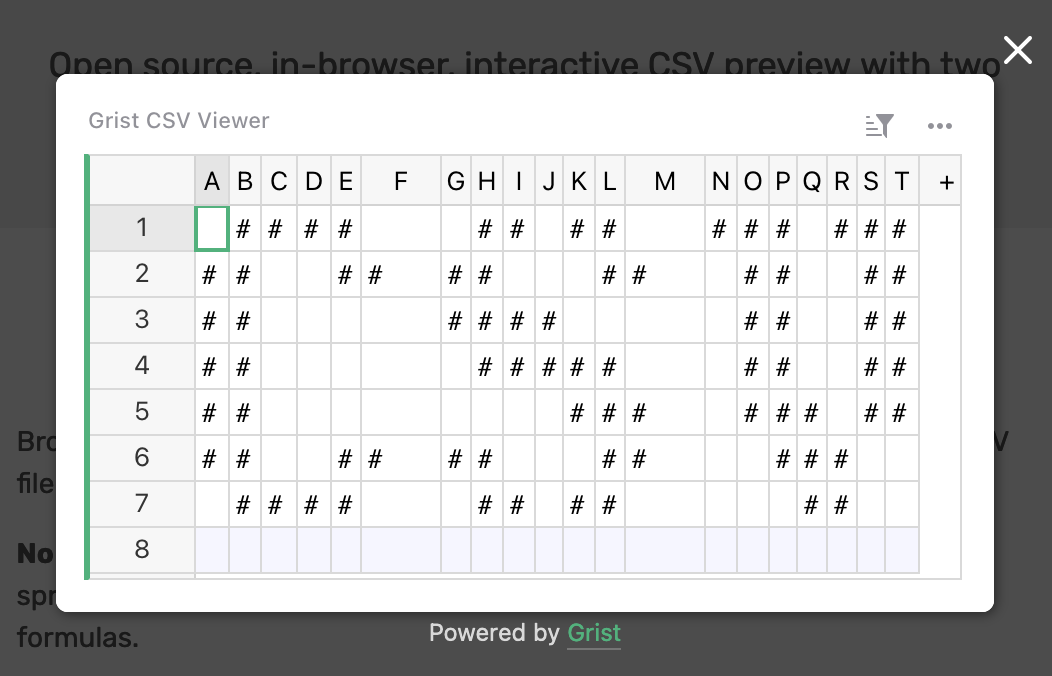 Open source, in-browser, interactive CSV preview with two
Grist CSV Viewer
A B C D E F G H I J K L M N O P Q R S T +
1 # # # # # # # # # # # # # #
2 # # # # # # # # # # # #
3 # # # # # # # # # #
4 # # # # # # # # # # #
5 # # # # # # # # # #
6 # # # # # # # # # # #
7 # # # # # # # # # #
8
Bro
file
No
spr
formulas.
V
Powered by Grist